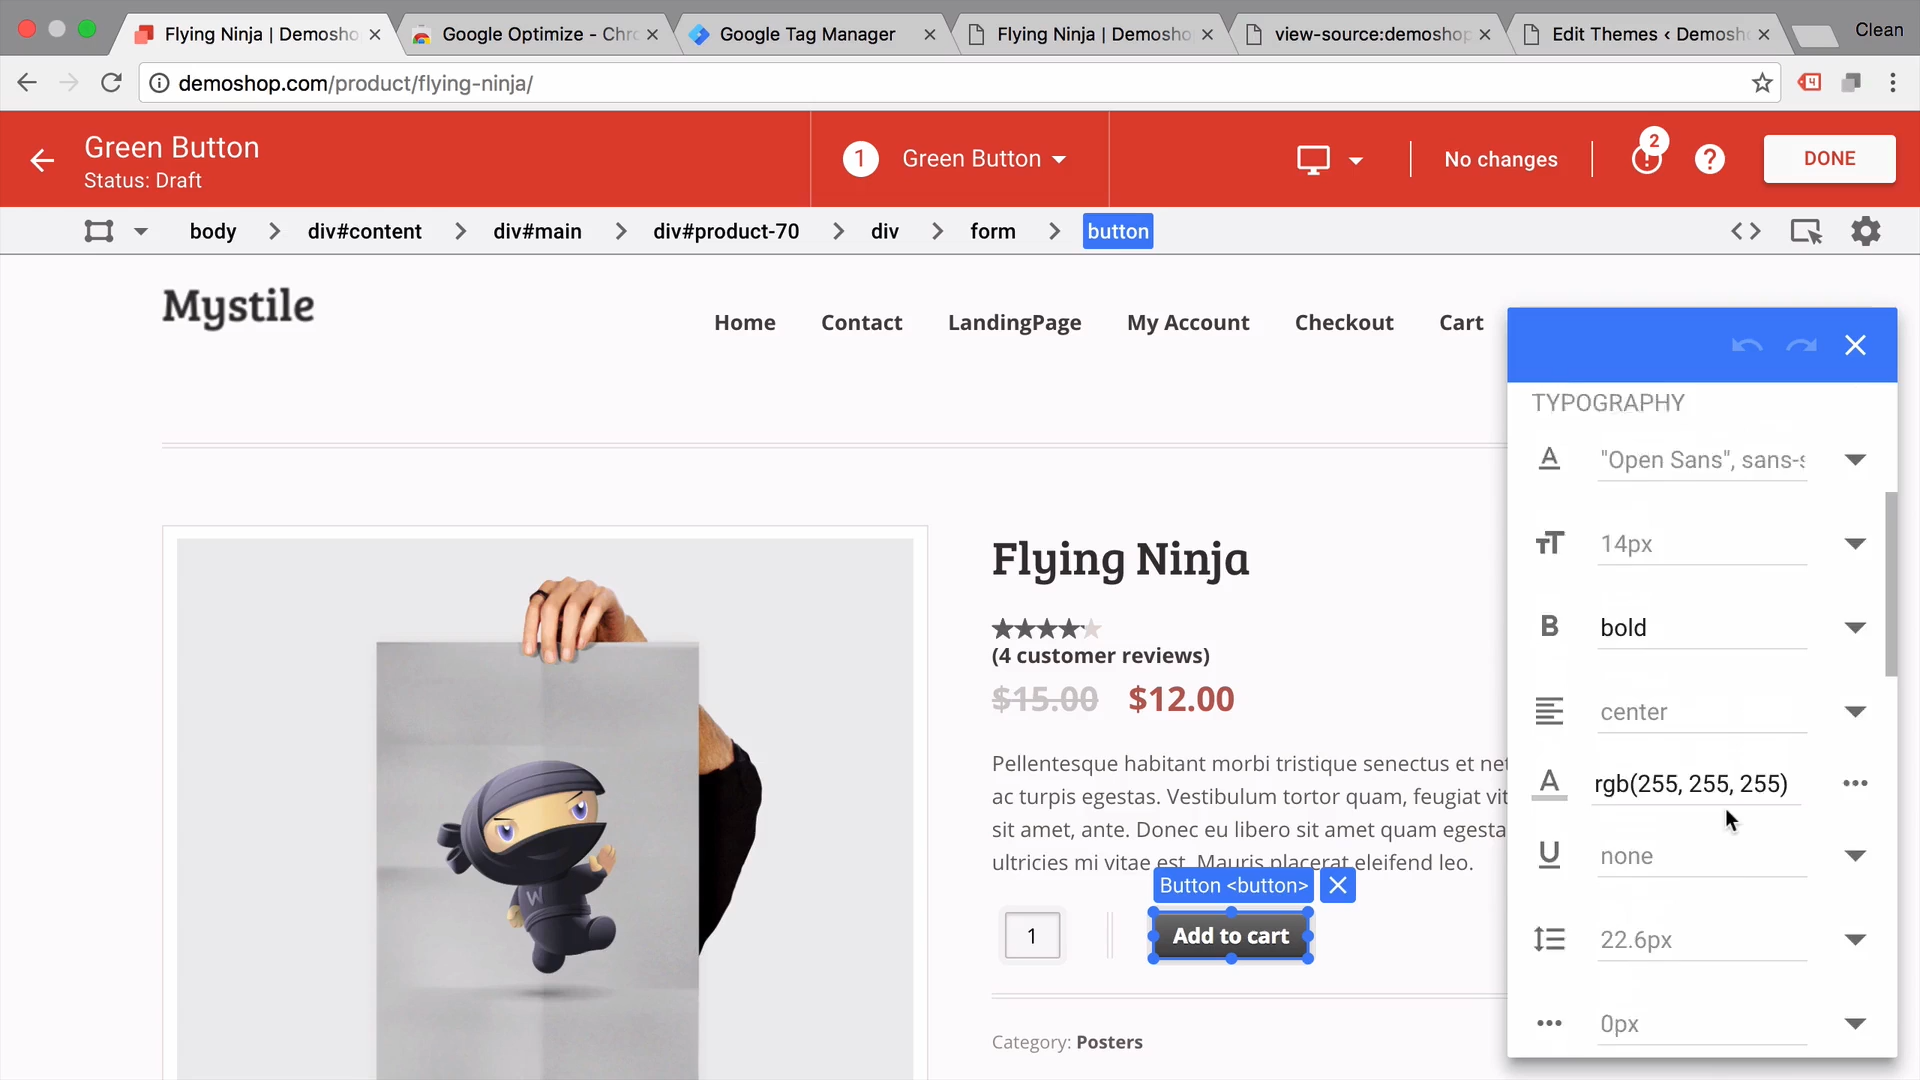 Flying Ninja | Demosho
Google Optimize - Chr
Google Tag Manager
Flying Ninja | Demosho
view-source:demoshop
Edit Themes ‹ Demosh
Clean
demoshop.com/product/flying-ninja/
4
Green Button
Status: Draft
1 Green Button
No changes
2
?
DONE
body
div#content
div#main
div#product-70
div
form
button
Mystile
Home
Contact
LandingPage
My Account
Checkout
Cart
Flying Ninja
(4 customer reviews)
$15.00 $12.00
Pellentesque habitant morbi tristique senectus et net
ac turpis egestas. Vestibulum tortor quam, feugiat vit
sit amet, ante. Donec eu libero sit amet quam egesta
ultricies mi vitae est. Mauris placerat eleifend leo.
Button <button>
1
Add to cart
Category: Posters
W
TYPOGRAPHY
"Open Sans", sans-s
14px
bold
center
rgb(255, 255, 255)
none
22.6px
0px